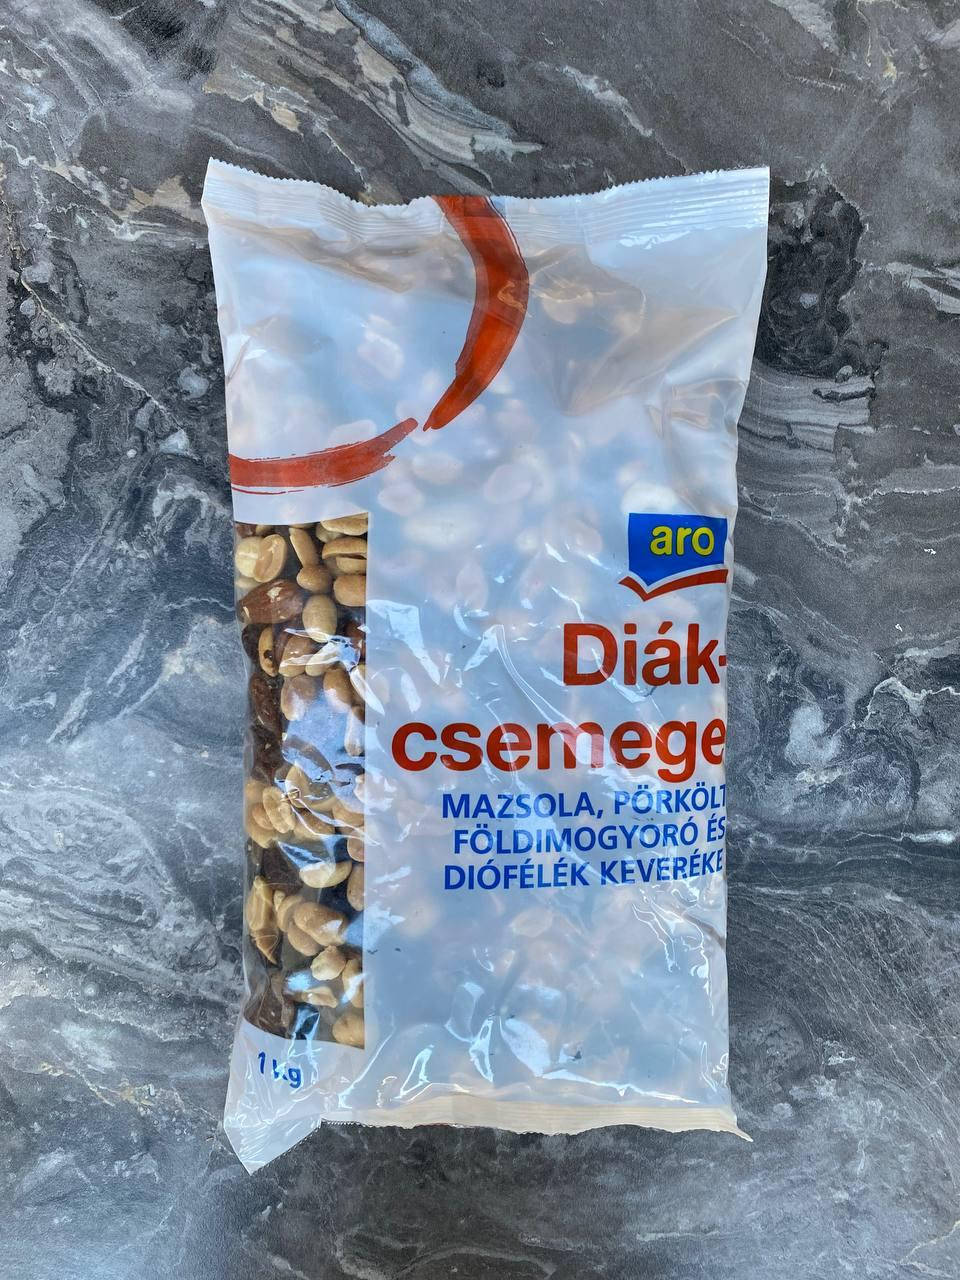 aro
Diák-
csemege
MAZSOLA, PÖRKÖLT
FÖLDIMOGYORÓ ÉS
DIÓFÉLÉK KEVERÉKE
1 kg